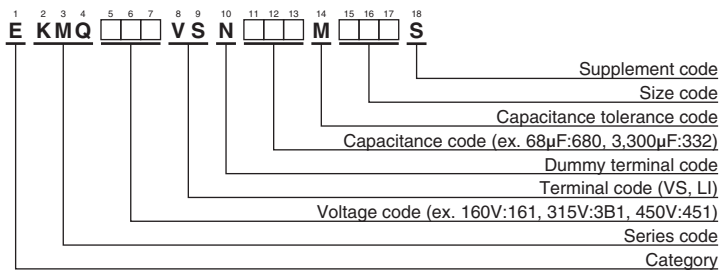 1 2 3 4 5 6 7 8 9 10 11 12 13 14 15 16 17 18
E K M Q V S N M S
Supplement code
Size code
Capacitance tolerance code
Capacitance code (ex. 68μF:680, 3,300μF:332)
Dummy terminal code
Terminal code (VS, LI)
Voltage code (ex. 160V:161, 315V:3B1, 450V:451)
Series code
Category